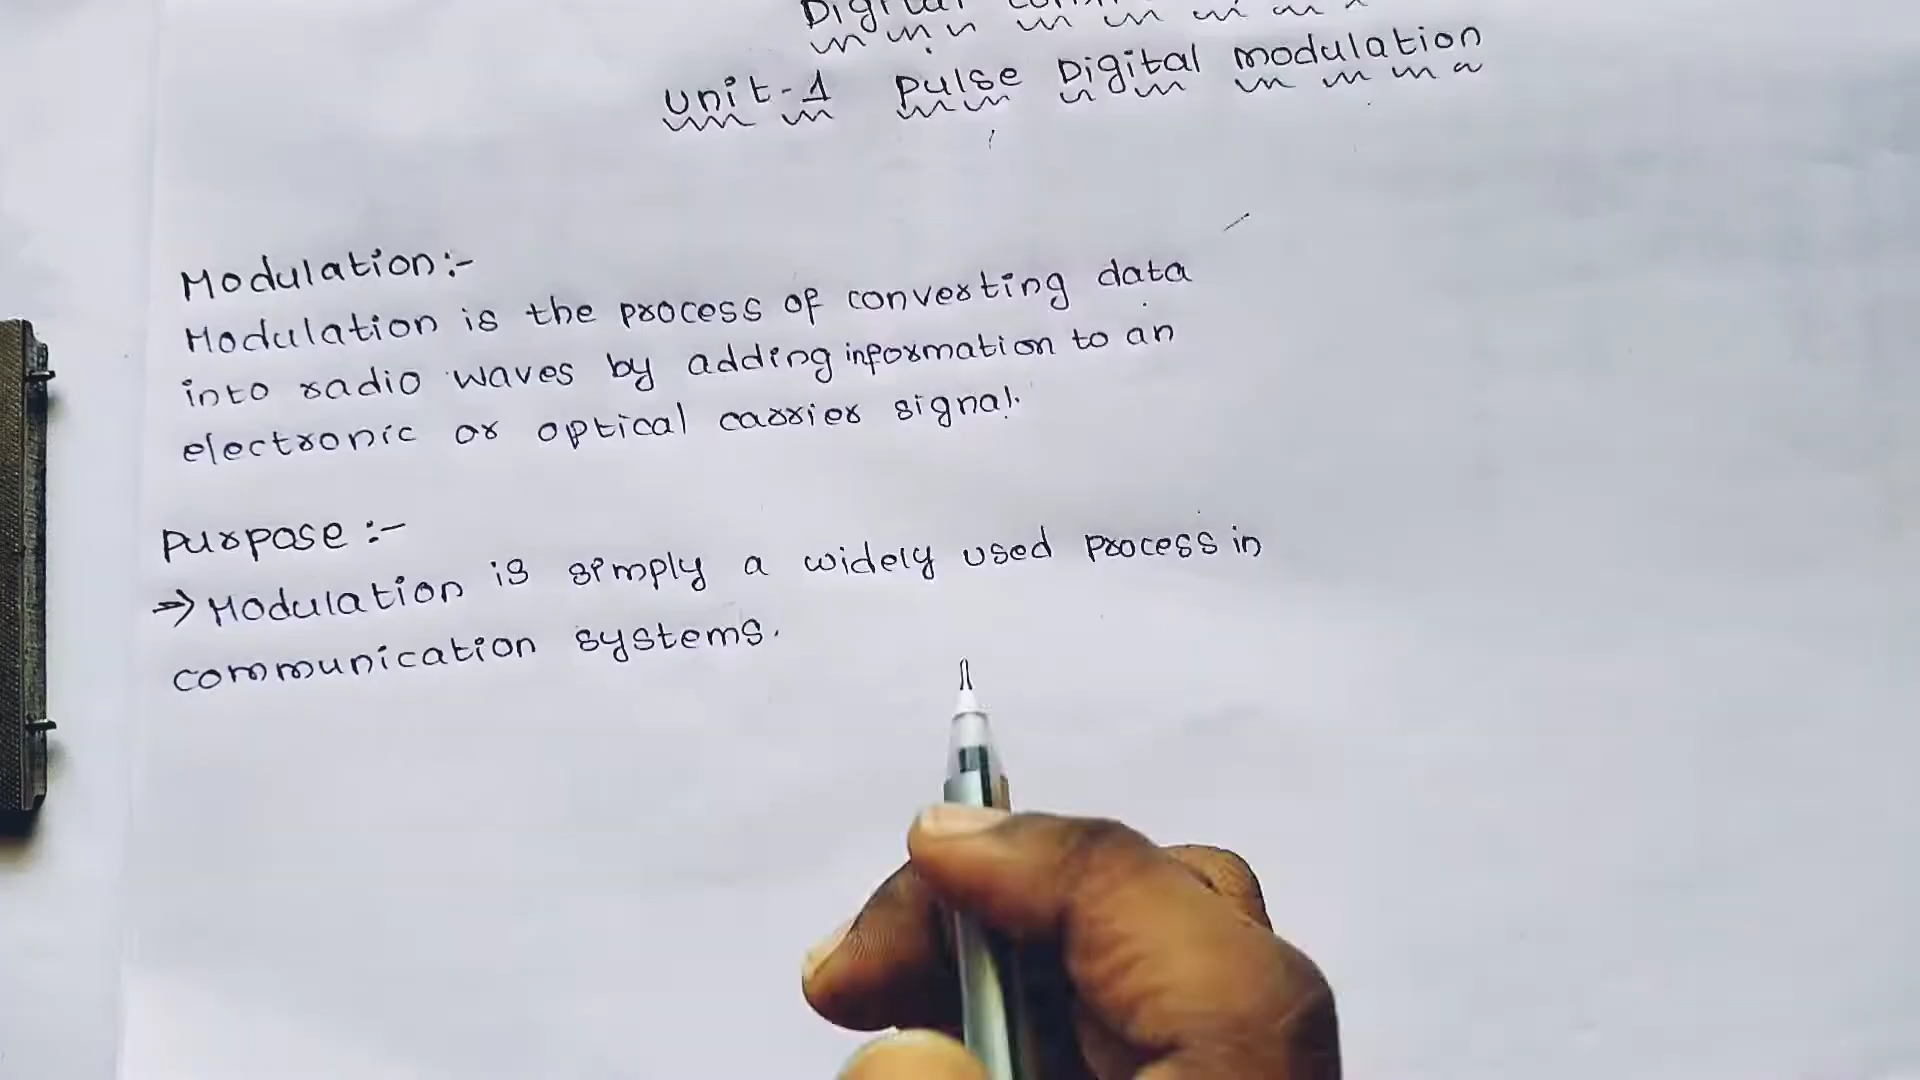 Digital
Unit-1 Pulse Digital modulation
Modulation:-
Modulation is the process of converting data
into radio waves by adding information to an
electronic or optical carrier signal.
Purpose:-
⇒ Modulation is simply a widely used process in
communication systems.